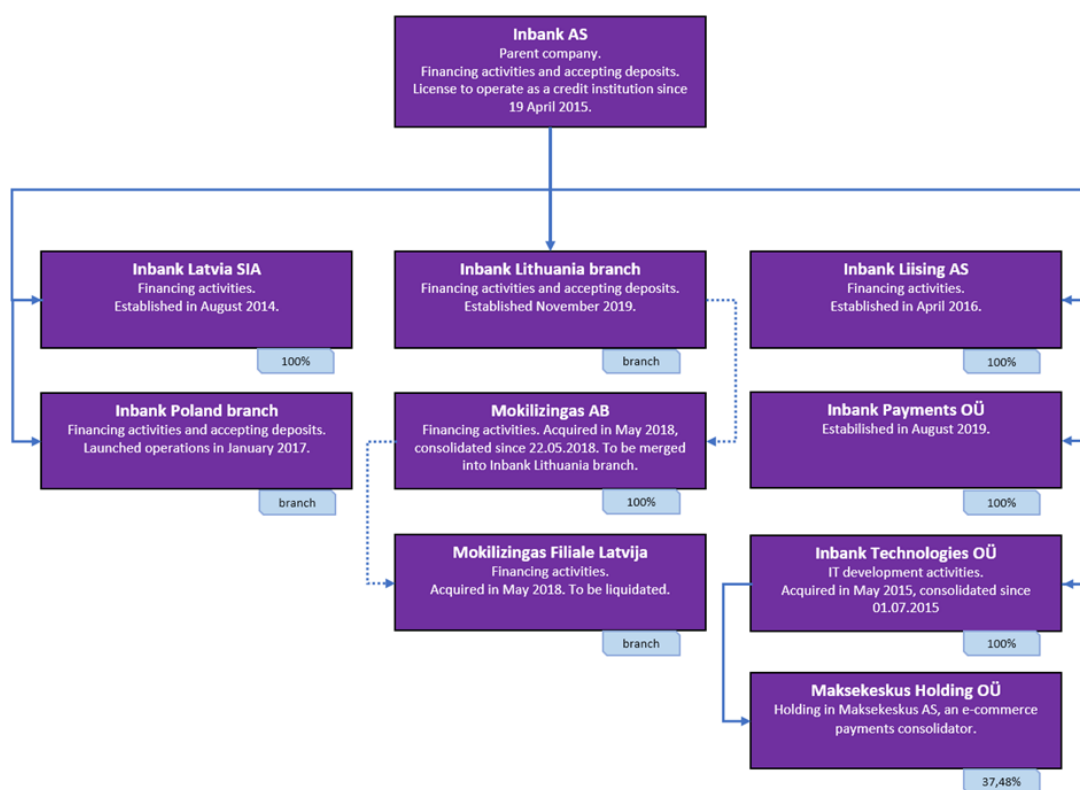 Inbank AS
Parent company.
Financing activities and accepting deposits.
License to operate as a credit institution since
19 April 2015.
Inbank Latvia SIA
Financing activities.
Established in August 2014.
100%
Inbank Lithuania branch
Financing activities and accepting deposits.
Established November 2019.
branch
Inbank Liising AS
Financing activities.
Established in April 2016.
100%
Inbank Poland branch
Financing activities and accepting deposits.
Launched operations in January 2017.
branch
Mokilizingas AB
Financing activities. Acquired in May 2018,
consolidated since 22.05.2018. To be merged
into Inbank Lithuania branch.
100%
Inbank Payments OÜ
Estabilished in August 2019.
100%
Mokilizingas Filiale Latvija
Financing activities.
Acquired in May 2018. To be liquidated.
branch
Inbank Technologies OÜ
IT development activities.
Acquired in May 2015, consolidated since
01.07.2015
100%
Maksekeskus Holding OÜ
Holding in Maksekeskus AS, an e-commerce
payments consolidator.
37,48%